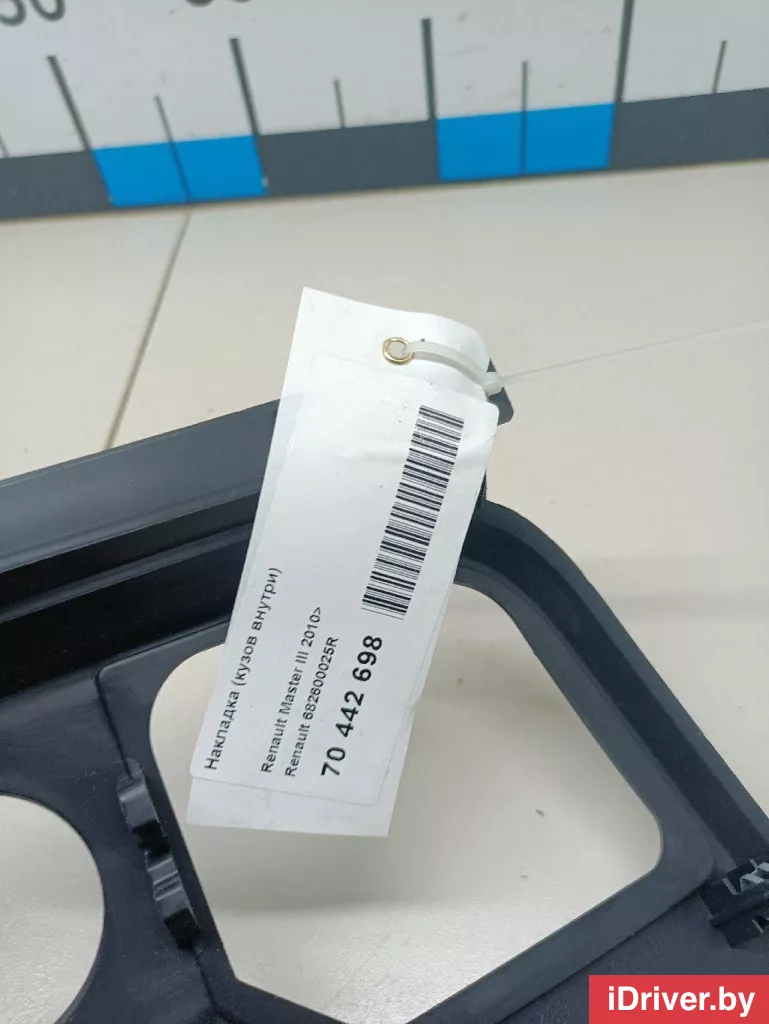 Накладка (кузов внутри)
Renault Master III 2010>
Renault 682600025R
70 442 698
iDriver.by